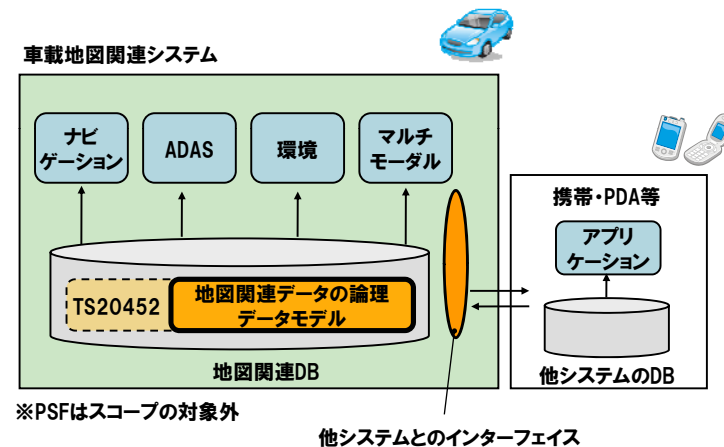 車載地図関連システム
ナビ
ゲーション
ADAS
環境
マルチ
モーダル
TS20452
地図関連データの論理
データモデル
地図関連DB
携帯・PDA等
アプリ
ケーション
他システムのDB
※PSFはスコープの対象外
他システムとのインターフェイス